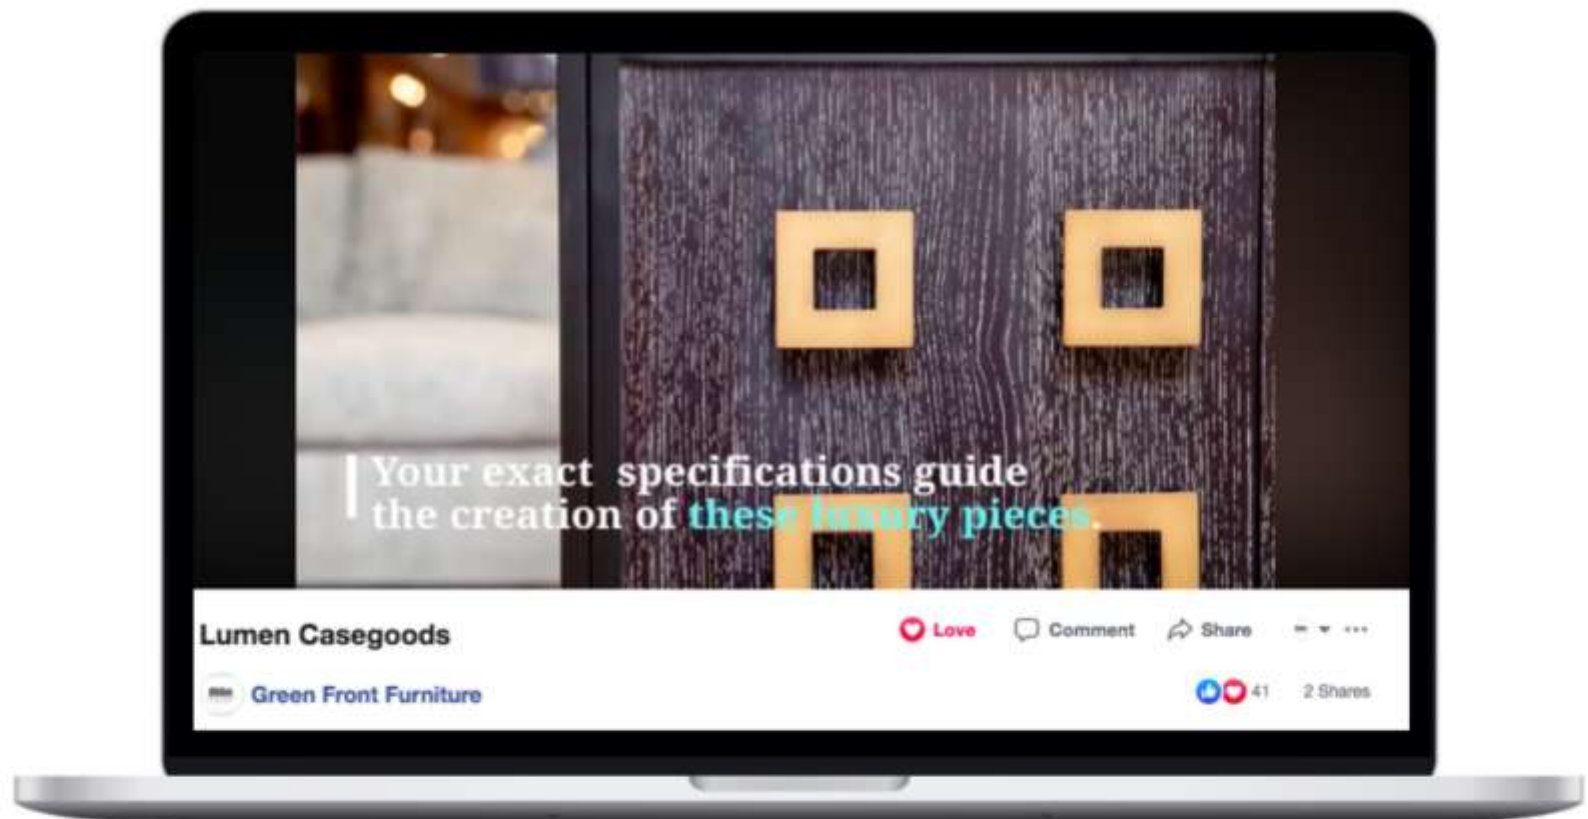 Your exact specifications guide
the creation of these luxury pieces.
Lumen Casegoods
Love Comment Share
Green Front Furniture
41 2 Shares